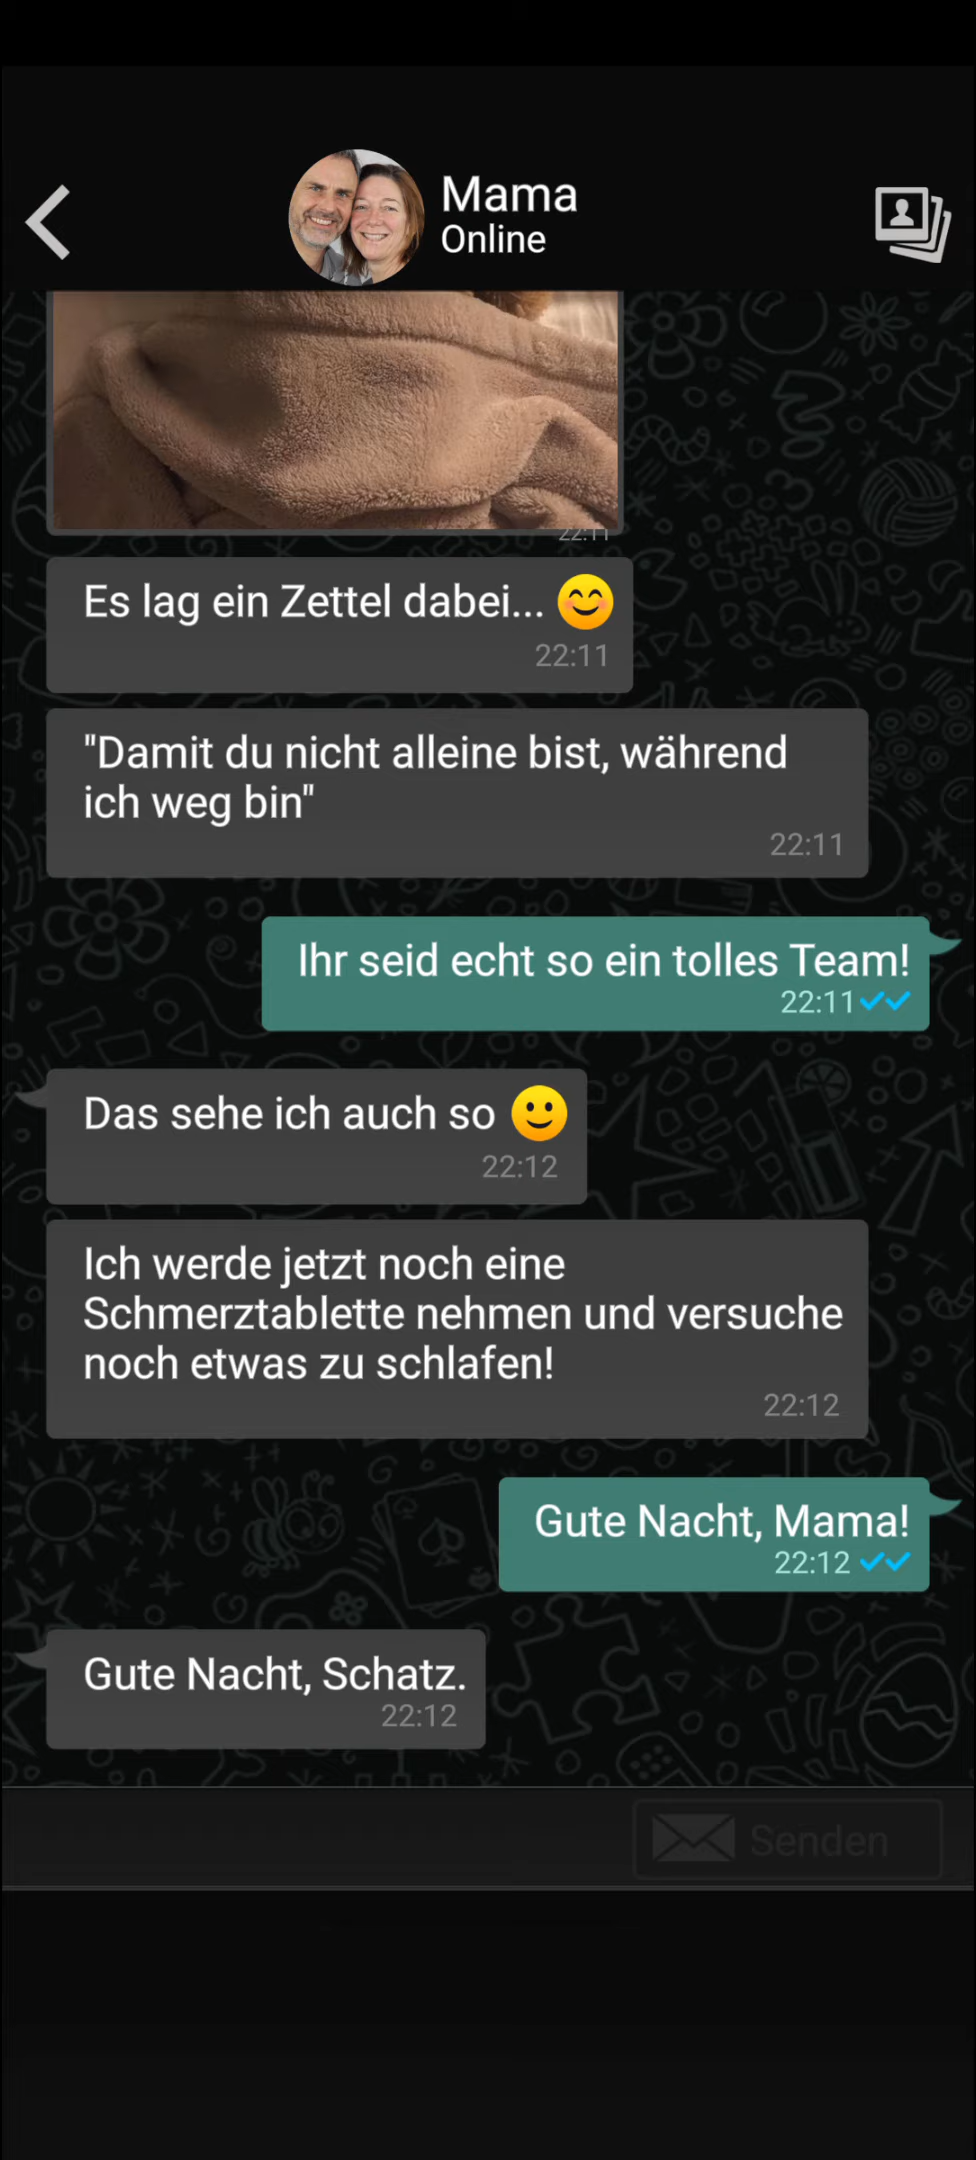 Mama
Online
22:11
Es lag ein Zettel dabei... 😊
22:11
"Damit du nicht alleine bist, während
ich weg bin"
22:11
Ihr seid echt so ein tolles Team!
22:11
Das sehe ich auch so 🙂
22:12
Ich werde jetzt noch eine
Schmerztablette nehmen und versuche
noch etwas zu schlafen!
22:12
Gute Nacht, Mama!
22:12
Gute Nacht, Schatz.
22:12
Senden